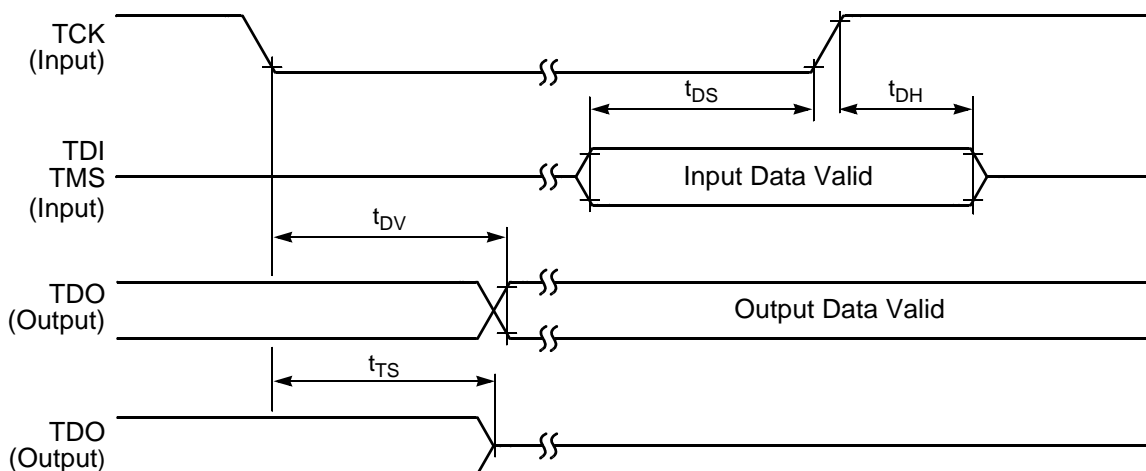 TCK
(Input)
tDS
tDH
TDI
TMS
(Input)
Input Data Valid
tDV
TDO
(Output)
Output Data Valid
tTS
TDO
(Output)